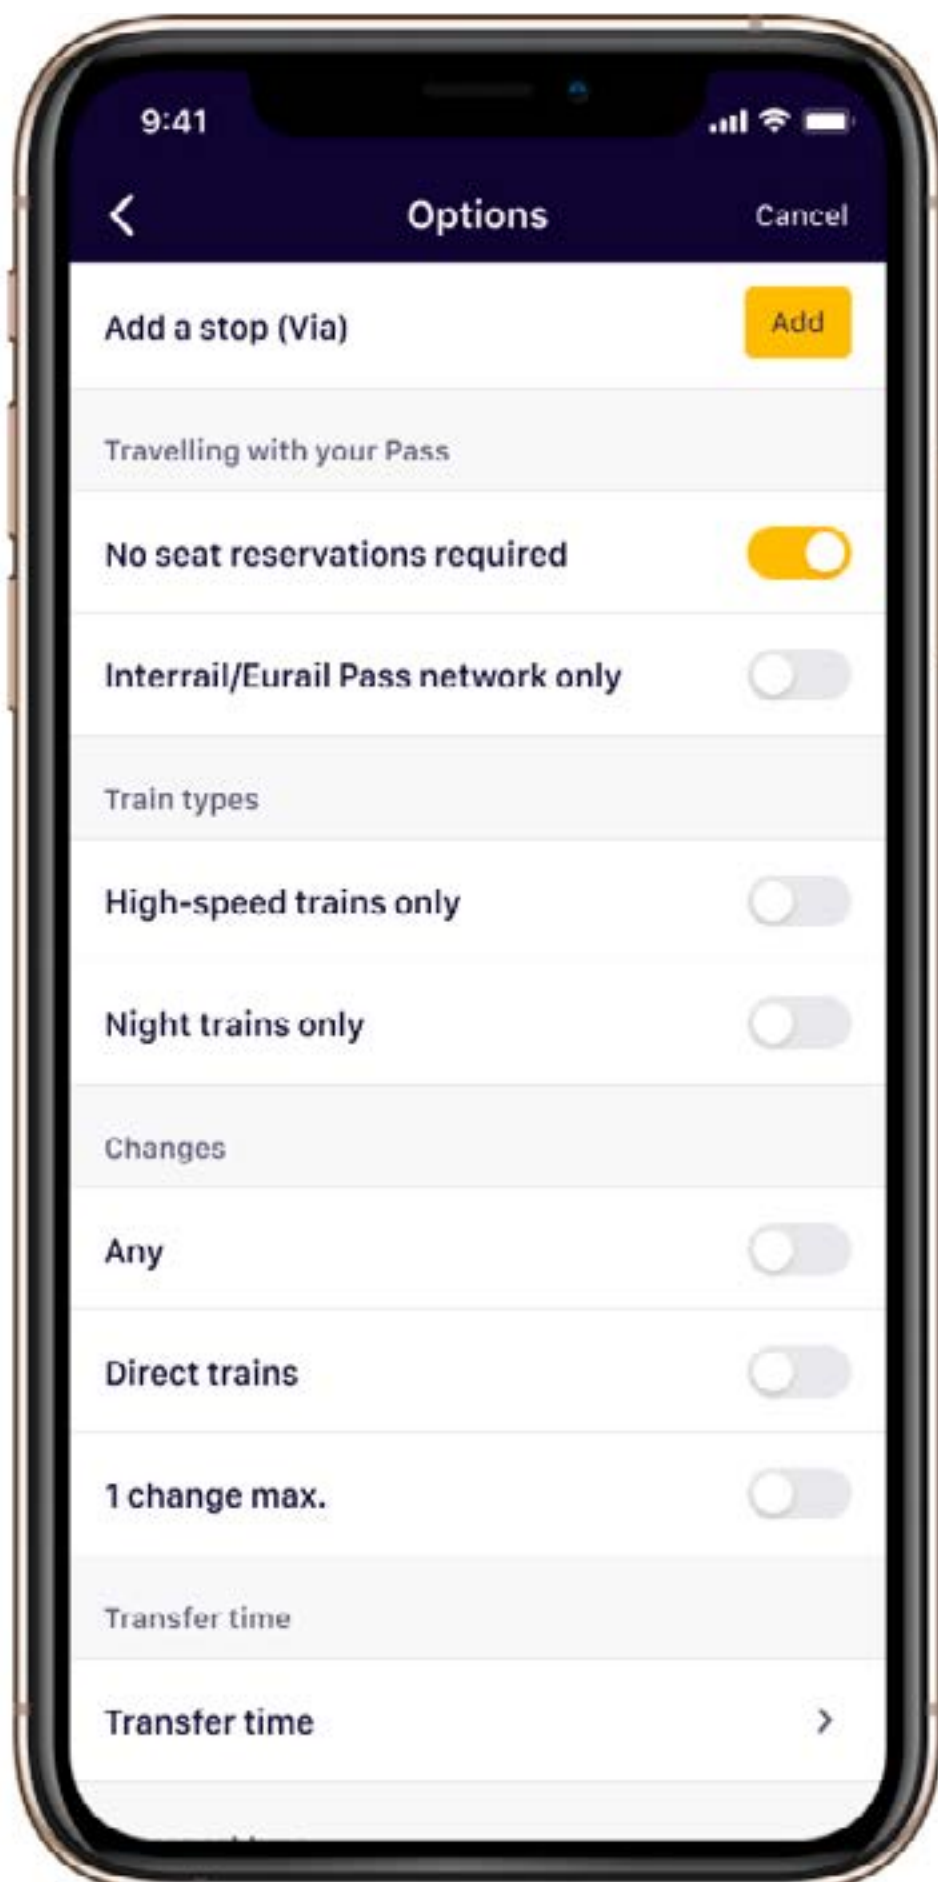 9:41
Options
Cancel
Add a stop (Via)
Add
Travelling with your Pass
No seat reservations required
Interrail/Eurail Pass network only
Train types
High-speed trains only
Night trains only
Changes
Any
Direct trains
1 change max.
Transfer time
Transfer time